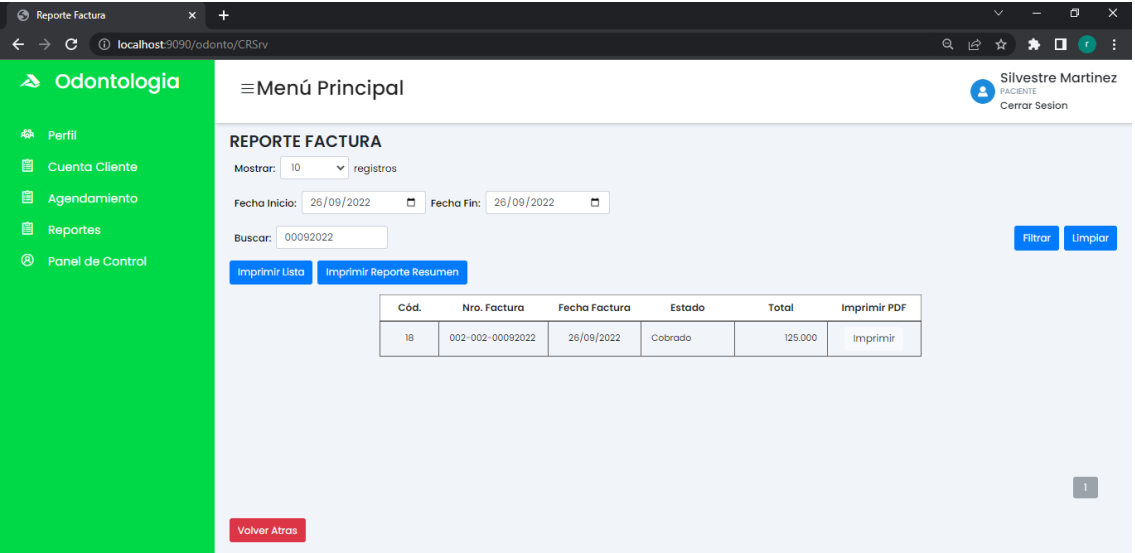 Reporte Factura
localhost:9090/odonto/CRSrv
r
Odontologia
Menú Principal
Silvestre Martinez
PACIENTE
Cerrar Sesion
Perfil
Cuenta Cliente
Agendamiento
Reportes
Panel de Control
REPORTE FACTURA
Mostrar: 10 registros
Fecha Inicio: 26/09/2022 Fecha Fin: 26/09/2022
Buscar: 00092022 Filtrar Limpiar
Imprimir Lista Imprimir Reporte Resumen
Cód. Nro. Factura Fecha Factura Estado Total Imprimir PDF
18 002-002-00092022 26/09/2022 Cobrado 125.000 Imprimir
1
Volver Atras